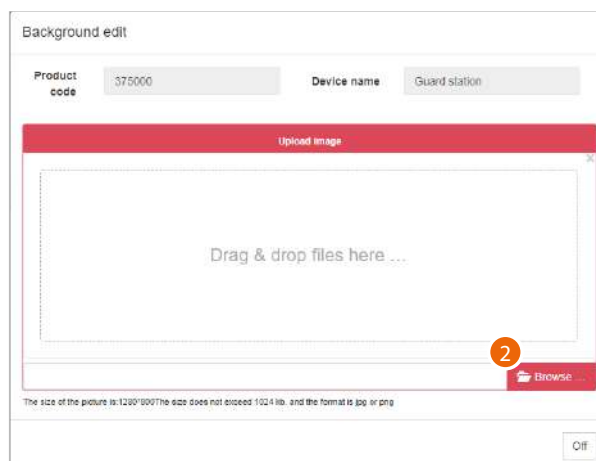 Background edit
Product code
375000
Device name
Guard station
Upload image
x
Drag & drop files here ...
2
Browse ...
The size of the picture is:1280*800The size does not exceed 1024 kb. and the format is jpg or png
Off